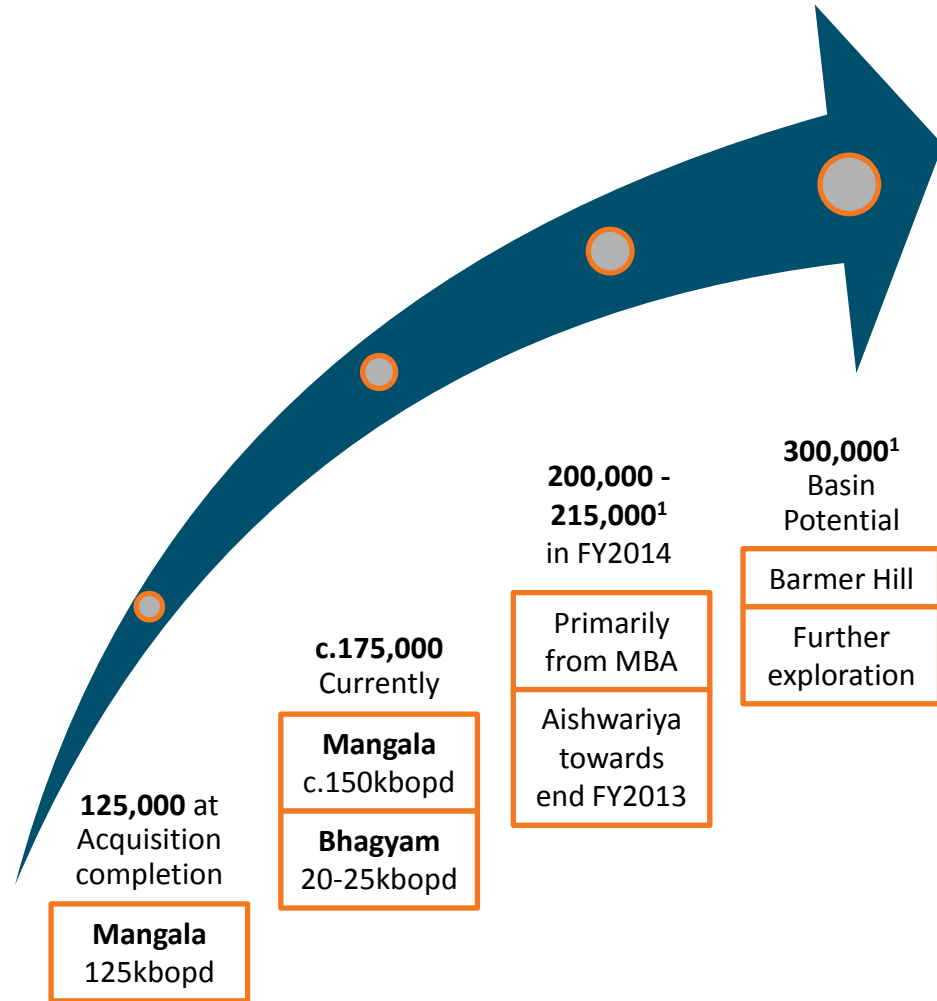 125,000 at
Acquisition
completion
Mangala
125kbopd
c.175,000
Currently
Mangala
c.150kbopd
Bhagyam
20-25kbopd
200,000 -
215,000¹
in FY2014
Primarily
from MBA
Aishwariya
towards
end FY2013
300,000¹
Basin
Potential
Barmer Hill
Further
exploration